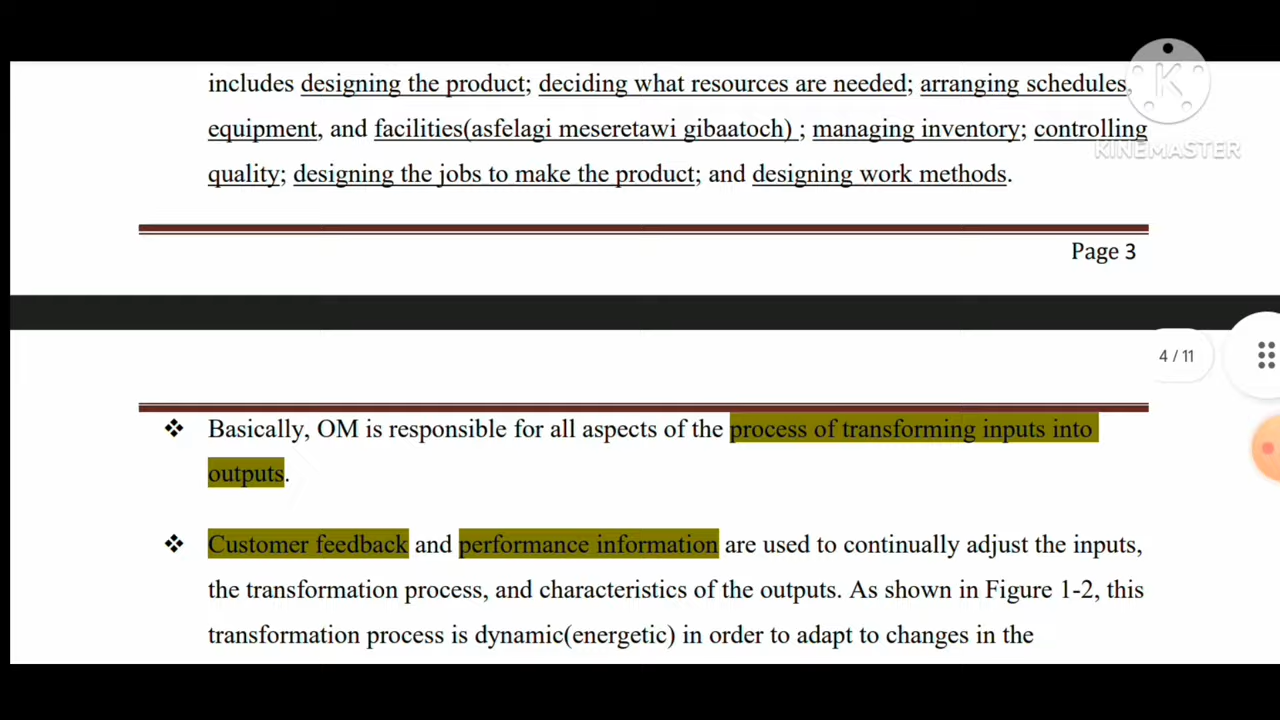 includes designing the product; deciding what resources are needed; arranging schedules,
equipment, and facilities(asfelagi meseretawi gibaatoch) ; managing inventory; controlling
quality; designing the jobs to make the product; and designing work methods.
KINEMASTER
Page 3
4 / 11
❖ Basically, OM is responsible for all aspects of the process of transforming inputs into
outputs.
❖ Customer feedback and performance information are used to continually adjust the inputs,
the transformation process, and characteristics of the outputs. As shown in Figure 1-2, this
transformation process is dynamic(energetic) in order to adapt to changes in the